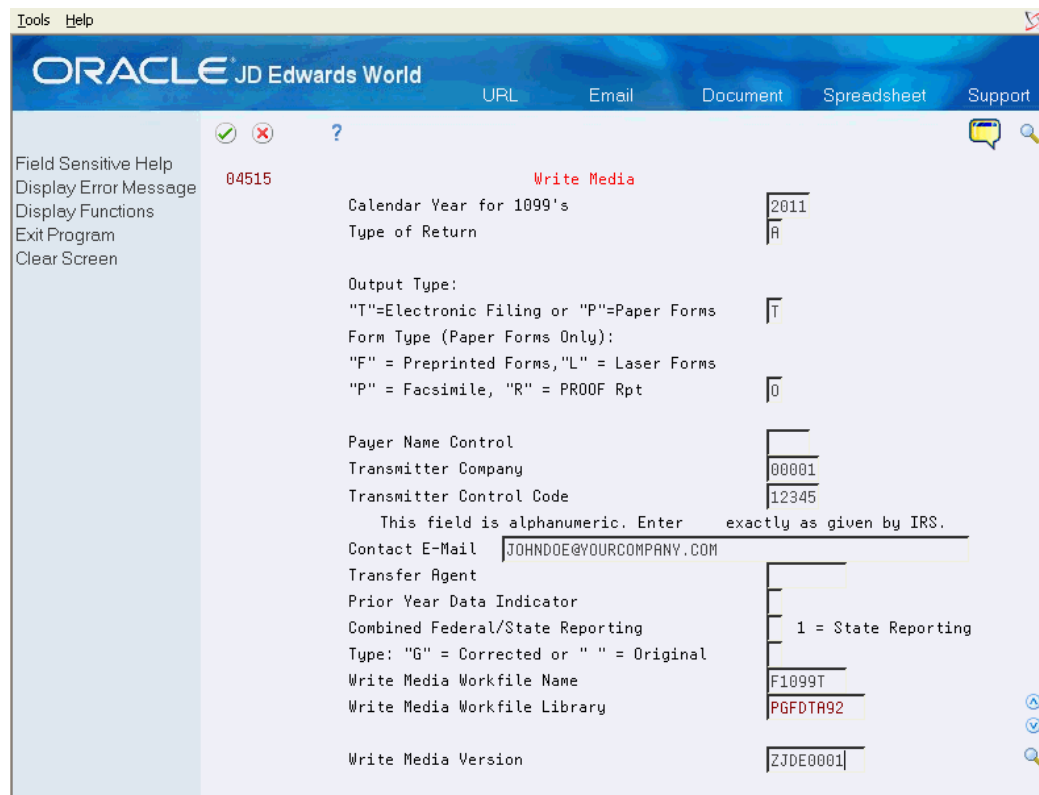 Tools Help
ORACLE JD Edwards World
URL Email Document Spreadsheet Support
?
Field Sensitive Help
Display Error Message
Display Functions
Exit Program
Clear Screen
04515 Write Media
Calendar Year for 1099's 2011
Type of Return A
Output Type:
"T"=Electronic Filing or "P"=Paper Forms T
Form Type (Paper Forms Only):
"F" = Preprinted Forms,"L" = Laser Forms
"P" = Facsimile, "R" = PROOF Rpt O
Payer Name Control
Transmitter Company 00001
Transmitter Control Code 12345
This field is alphanumeric. Enter exactly as given by IRS.
Contact E-Mail JOHNDOE@YOURCOMPANY.COM
Transfer Agent
Prior Year Data Indicator
Combined Federal/State Reporting 1 = State Reporting
Type: "G" = Corrected or " " = Original
Write Media Workfile Name F1099T
Write Media Workfile Library PGFDTA92
Write Media Version ZJDE0001